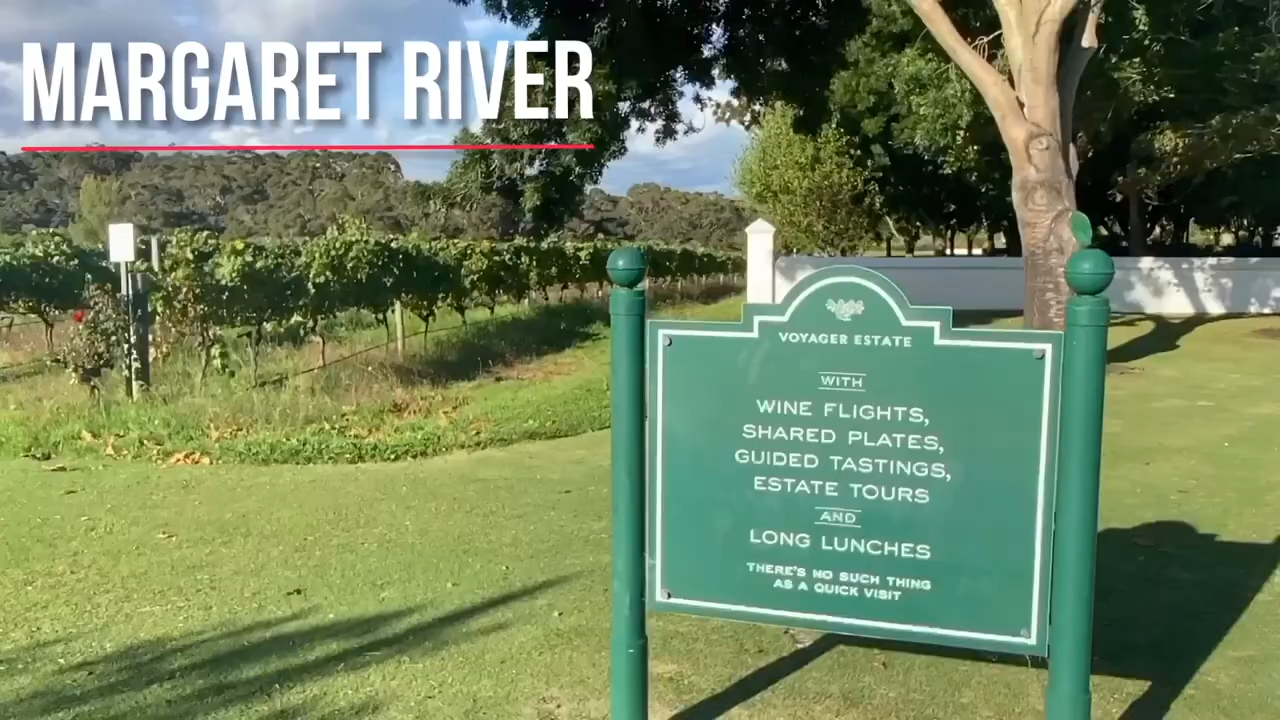 MARGARET RIVER
VOYAGER ESTATE
WITH
WINE FLIGHTS,
SHARED PLATES,
GUIDED TASTINGS,
ESTATE TOURS
AND
LONG LUNCHES
THERE'S NO SUCH THING
AS A QUICK VISIT